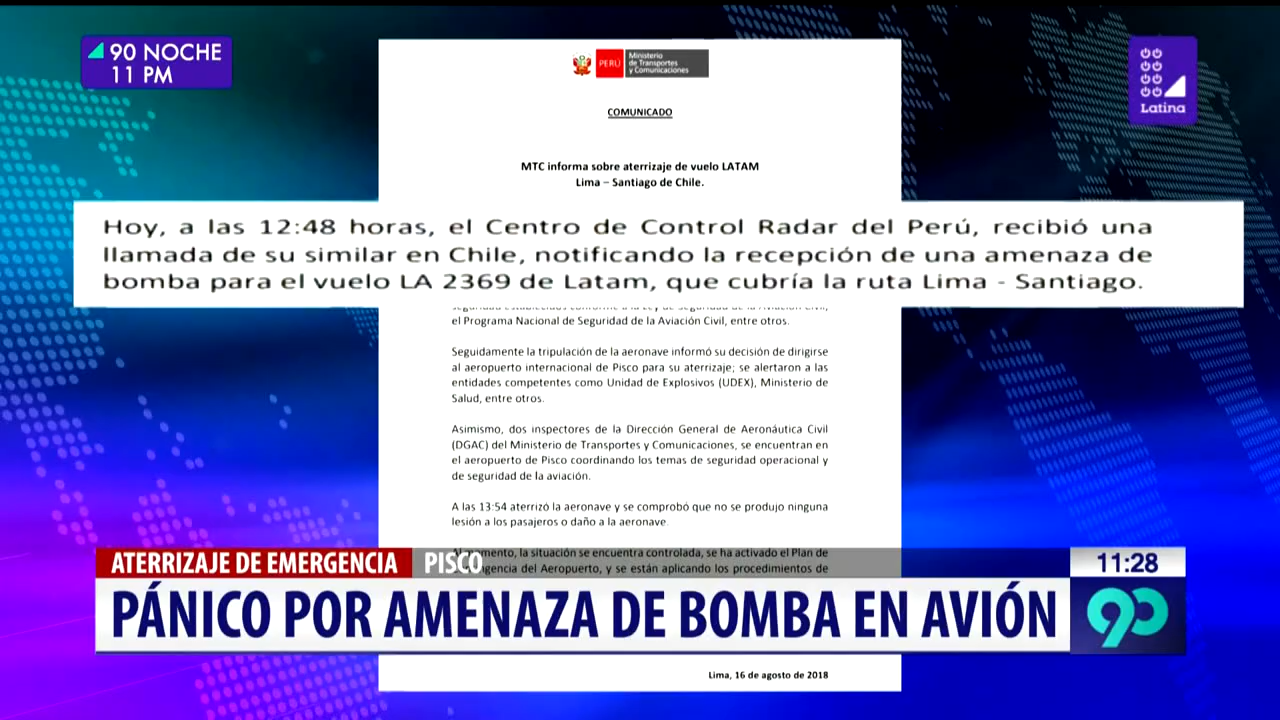 90 NOCHE
11 PM
Latina
PERÚ
Ministerio
de Transportes
y Comunicaciones
COMUNICADO
MTC informa sobre aterrizaje de vuelo LATAM
Lima – Santiago de Chile.
Hoy, a las 12:48 horas, el Centro de Control Radar del Perú, recibió una
llamada de su similar en Chile, notificando la recepción de una amenaza de
bomba para el vuelo LA 2369 de Latam, que cubría la ruta Lima - Santiago.
el Programa Nacional de Seguridad de la Aviación Civil, entre otros.
Seguidamente la tripulación de la aeronave informó su decisión de dirigirse
al aeropuerto internacional de Pisco para su aterrizaje; se alertaron a las
entidades competentes como Unidad de Explosivos (UDEX), Ministerio de
Salud, entre otros.
Asimismo, dos inspectores de la Dirección General de Aeronáutica Civil
(DGAC) del Ministerio de Transportes y Comunicaciones, se encuentran en
el aeropuerto de Pisco coordinando los temas de seguridad operacional y
de seguridad de la aviación.
A las 13:54 aterrizó la aeronave y se comprobó que no se produjo ninguna
lesión a los pasajeros o daño a la aeronave.
la situación se encuentra controlada, se ha activado el Plan de
del Aeropuerto, y se están aplicando los procedimientos de
ATERRIZAJE DE EMERGENCIA PISCO
11:28
PÁNICO POR AMENAZA DE BOMBA EN AVIÓN
90
Lima, 16 de agosto de 2018